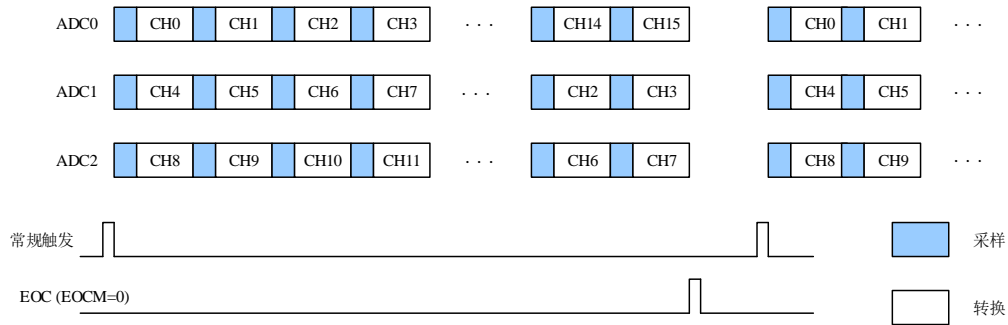 ADC0 CH0 CH1 CH2 CH3 · · · CH14 CH15 CH0 CH1 · · ·
ADC1 CH4 CH5 CH6 CH7 · · · CH2 CH3 CH4 CH5 · · ·
ADC2 CH8 CH9 CH10 CH11 · · · CH6 CH7 CH8 CH9 · · ·
常规触发 采样
EOC (EOCM=0) 转换